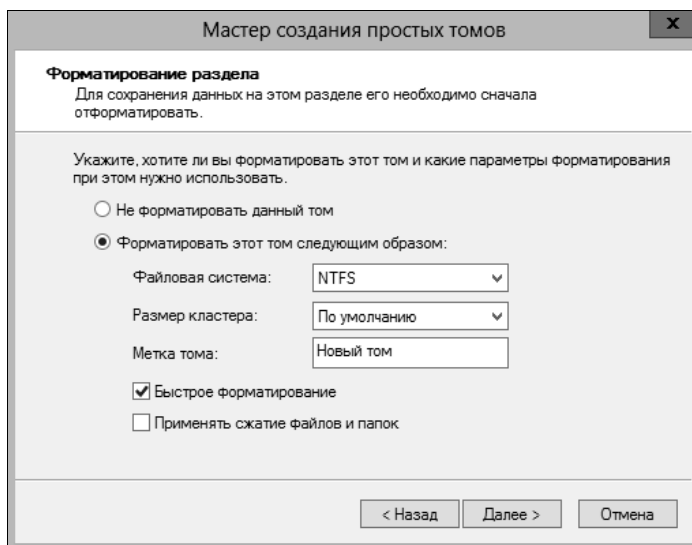 Мастер создания простых томов
x
Форматирование раздела
Для сохранения данных на этом разделе его необходимо сначала
отформатировать.
Укажите, хотите ли вы форматировать этот том и какие параметры форматирования
при этом нужно использовать.
Не форматировать данный том
Форматировать этот том следующим образом:
Файловая система: NTFS
Размер кластера: По умолчанию
Метка тома: Новый том
Быстрое форматирование
Применять сжатие файлов и папок
< Назад Далее > Отмена